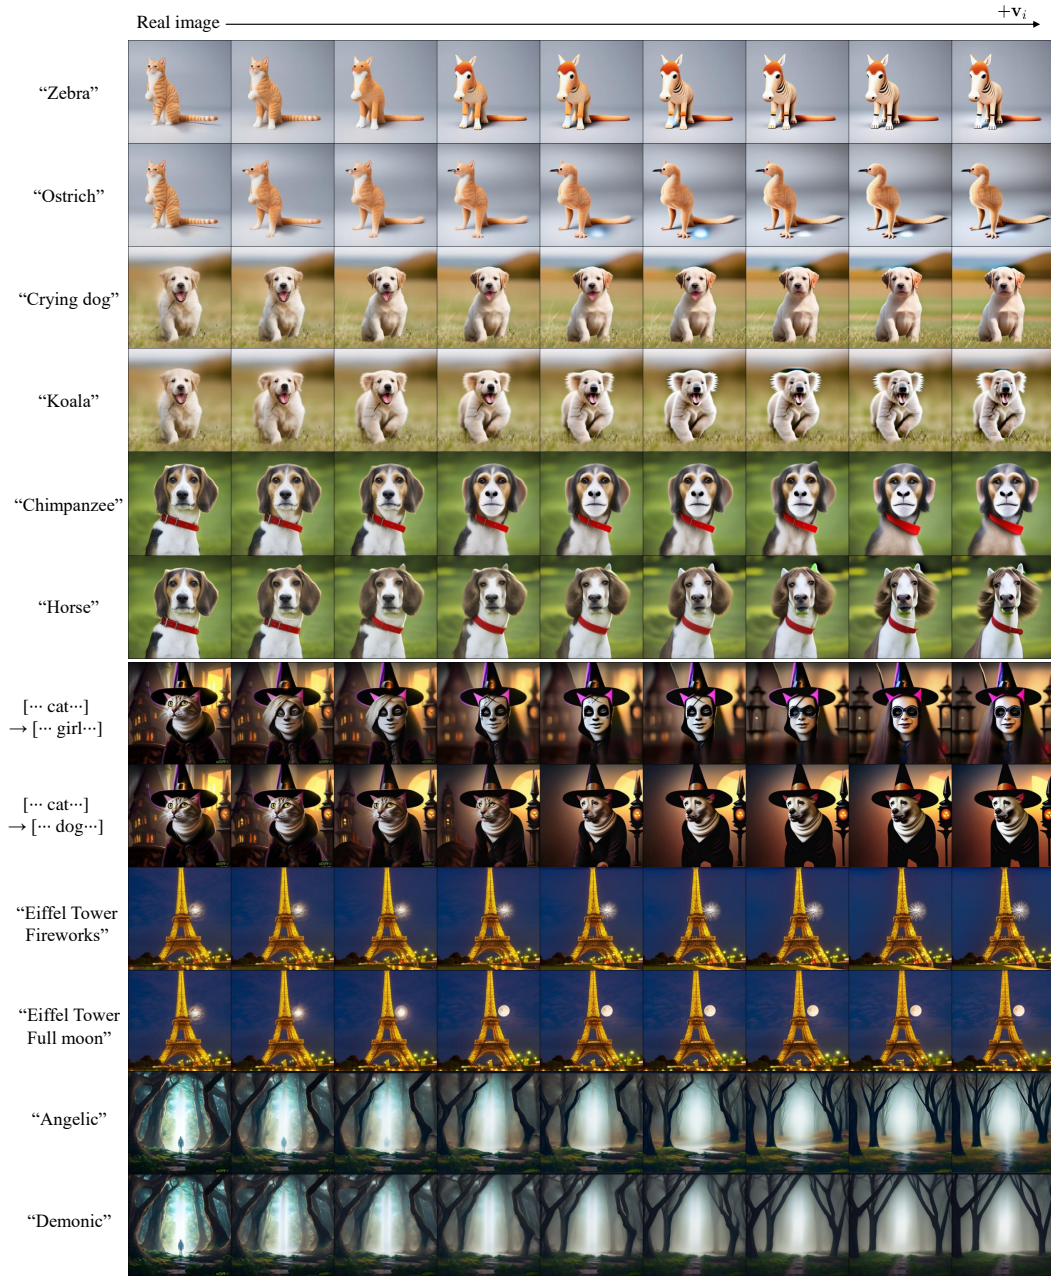 Real image
+v_i
“Zebra”
“Ostrich”
“Crying dog”
“Koala”
“Chimpanzee”
“Horse”
[··· cat···]
→ [··· girl···]
[··· cat···]
→ [··· dog···]
“Eiffel Tower
Fireworks”
“Eiffel Tower
Full moon”
“Angelic”
“Demonic”